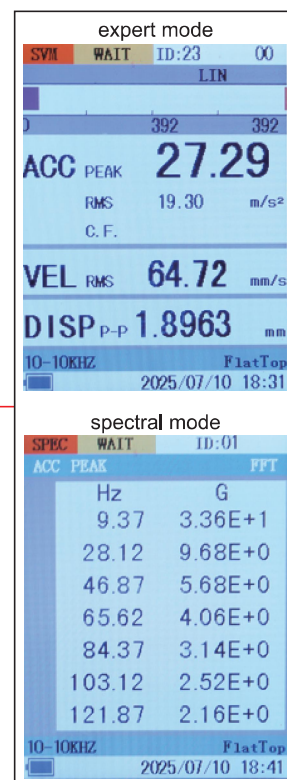 expert mode
SVM WAIT ID:23 00
LIN
0 392 392
ACC PEAK 27.29
RMS 19.30 m/s²
C.F.
VEL RMS 64.72 mm/s
DISP P-P 1.8963 mm
10-10KHZ FlatTop
2025/07/10 18:31
spectral mode
SPEC WAIT ID:01
ACC PEAK FFT
Hz G
9.37 3.36E+1
28.12 9.68E+0
46.87 5.68E+0
65.62 4.06E+0
84.37 3.14E+0
103.12 2.52E+0
121.87 2.16E+0
10-10KHZ FlatTop
2025/07/10 18:41